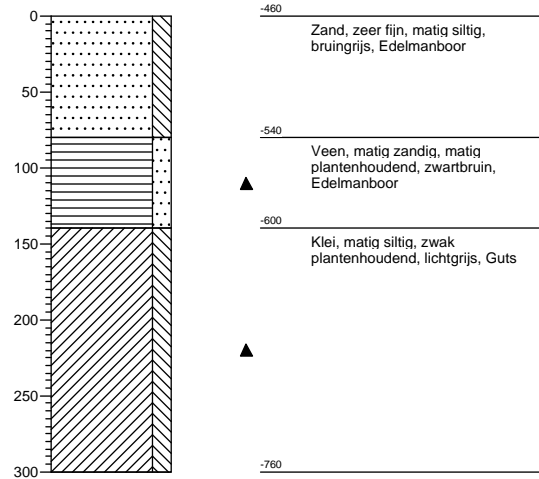 0
-460
Zand, zeer fijn, matig siltig,
bruingrijs, Edelmanboor
50
-540
Veen, matig zandig, matig
plantenhoudend, zwartbruin,
Edelmanboor
100
-600
Klei, matig siltig, zwak
plantenhoudend, lichtgrijs, Guts
150
200
250
300
-760